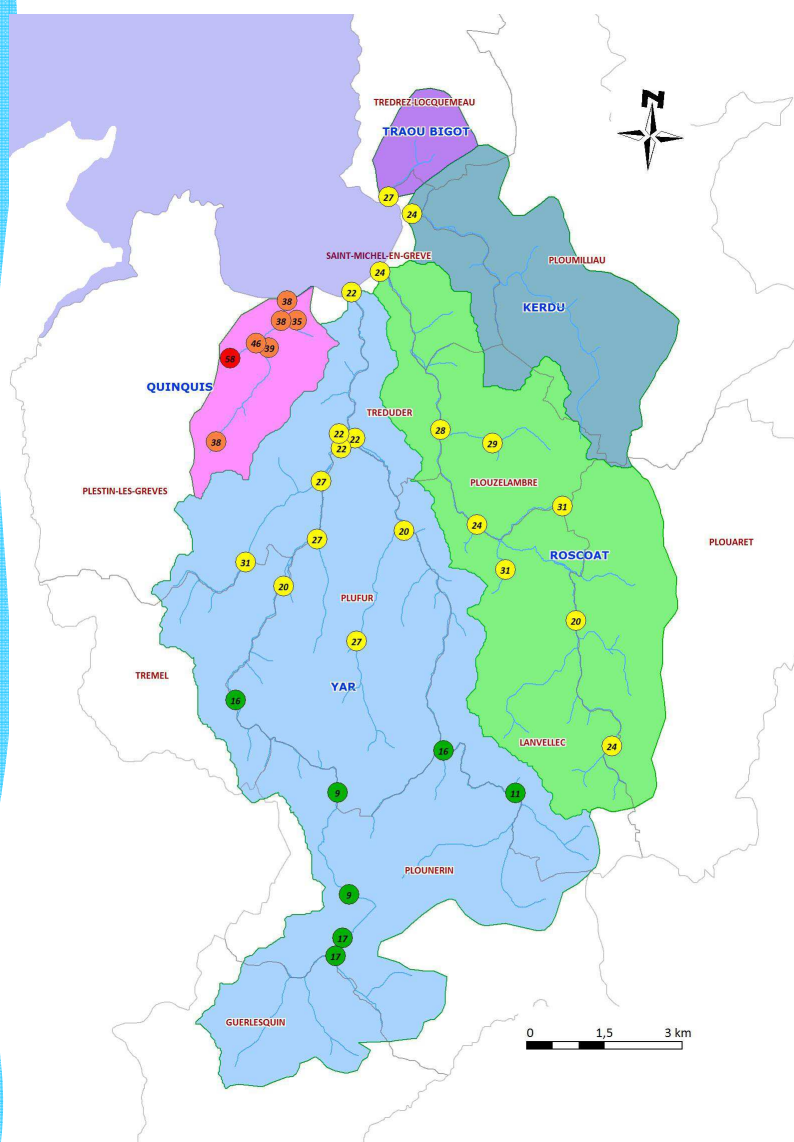 TREDREZ-LOCQUEMEAU
N
TRAOU BIGOT
27
24
SAINT-MICHEL-EN-GREVE
PLOUMILLIAU
24
22
38
KERDU
38
35
46
39
58
QUINQUIS
TREDUDER
28
22
22
38
29
22
27
PLOUZELAMBRE
PLESTIN-LES-GREVES
31
24
20
27
PLOUARET
ROSCOAT
31
31
20
PLUFUR
20
27
TREMEL
YAR
16
LANVELLEC
24
16
9
11
PLOUNERIN
9
17
17
GUERLESQUIN
0 1,5 3 km